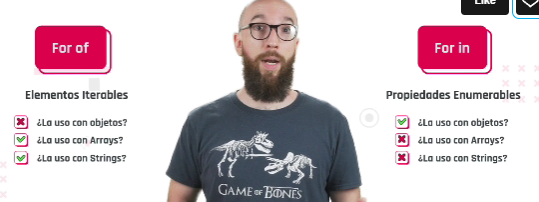 Like
For of
For in
Elementos Iterables
Propiedades Enumerables
¿La uso con objetos?
¿La uso con Arrays?
¿La uso con Strings?
¿La uso con objetos?
¿La uso con Arrays?
¿La uso con Strings?
GAME OF BONES